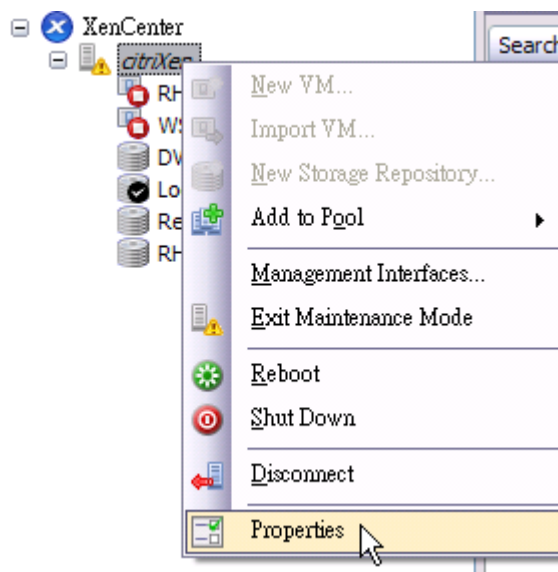 XenCenter
citriXen
Search
RH
WS
DV
Lo
Re
RH
New VM...
Import VM...
New Storage Repository...
Add to Pool
Management Interfaces...
Exit Maintenance Mode
Reboot
Shut Down
Disconnect
Properties